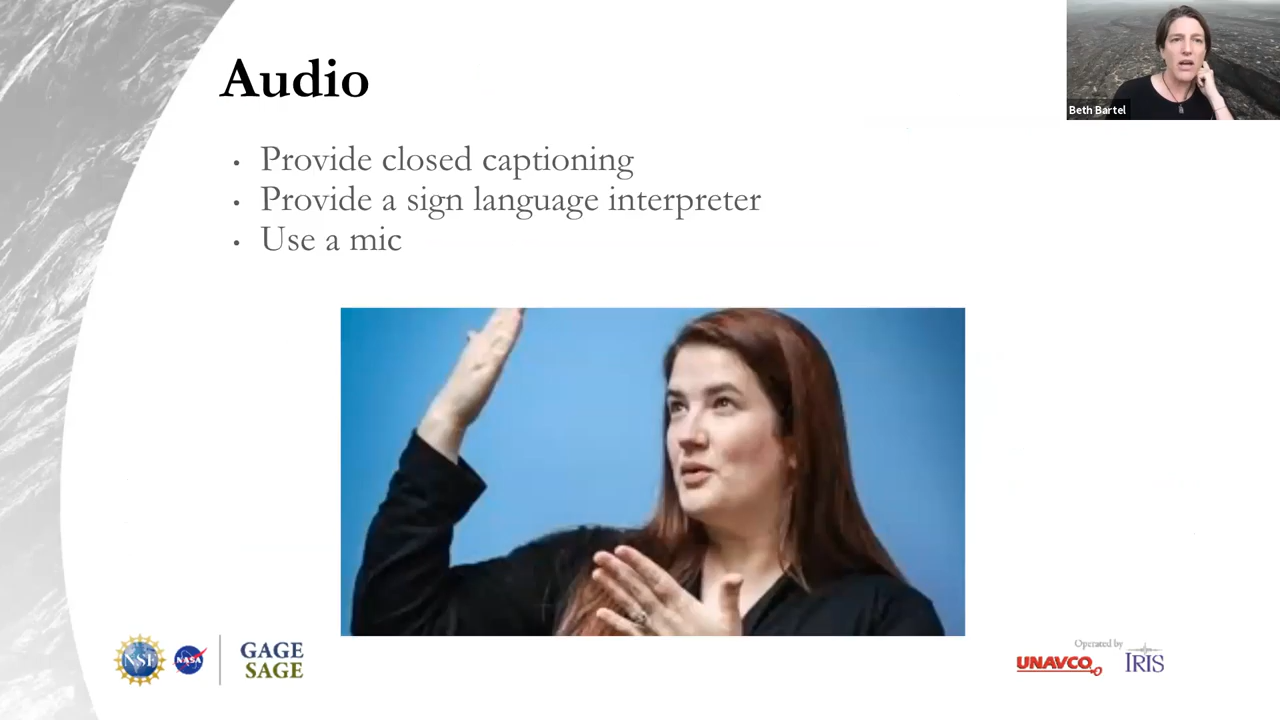 Audio
Beth Bartel
• Provide closed captioning
• Provide a sign language interpreter
• Use a mic
NSF
NASA
GAGE
SAGE
Operated by
UNAVCO
IRIS